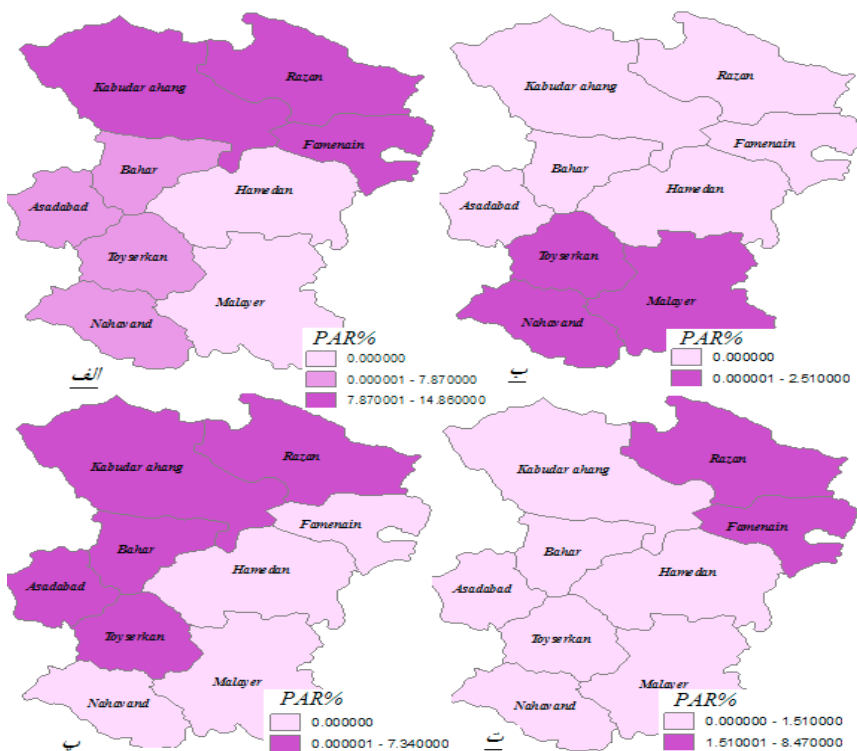 Kabudar ahang
Razan
Famenain
Bahar
Hamedan
Asadabad
Toyserkan
Malayer
Nahavand
PAR%
0.000000
0.000001 - 7.870000
7.870001 - 14.860000
الف
Kabudar ahang
Razan
Famenain
Bahar
Hamedan
Asadabad
Toyserkan
Malayer
Nahavand
PAR%
0.000000
0.000001 - 2.510000
ب
Kabudar ahang
Razan
Famenain
Bahar
Hamedan
Asadabad
Toyserkan
Malayer
Nahavand
PAR%
0.000000
0.000001 - 7.340000
پ
Kabudar ahang
Razan
Famenain
Bahar
Hamedan
Asadabad
Toyserkan
Malayer
Nahavand
PAR%
0.000000 - 1.510000
1.510001 - 8.470000
ت